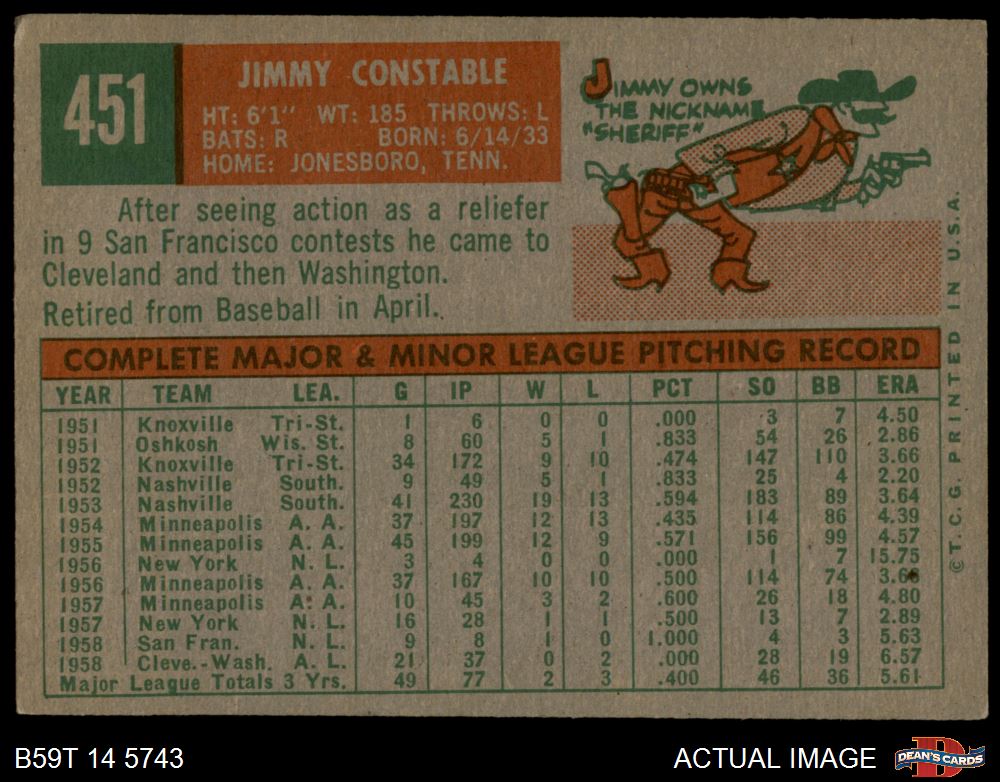 451
JIMMY CONSTABLE
HT: 6'1" WT: 185 THROWS: L
BATS: R BORN: 6/14/33
HOME: JONESBORO, TENN.
JIMMY OWNS
THE NICKNAME
"SHERIFF"
After seeing action as a reliefer
in 9 San Francisco contests he came to
Cleveland and then Washington.
Retired from Baseball in April.
COMPLETE MAJOR & MINOR LEAGUE PITCHING RECORD
YEAR TEAM LEA. G IP W L PCT SO BB ERA
1951 Knoxville Tri-St. 1 6 0 0 .000 3 7 4.50
1951 Oshkosh Wis. St. 8 60 5 1 .833 54 26 2.86
1952 Knoxville Tri-St. 34 172 9 10 .474 147 110 3.66
1952 Nashville South. 9 49 5 1 .833 25 4 2.20
1953 Nashville South. 41 230 19 13 .594 183 89 3.64
1954 Minneapolis A. A. 37 197 12 13 .435 114 86 4.39
1955 Minneapolis A. A. 45 199 12 9 .571 156 99 4.57
1956 New York N. L. 3 4 0 0 .000 1 7 15.75
1956 Minneapolis A. A. 37 167 10 10 .500 114 74
1957 Minneapolis A. A. 10 45 3 2 .600 26 18 4.80
1957 New York N. L. 16 28 1 1 .500 13 7 2.89
1958 San Fran. N. L. 9 8 1 0 1.000 4 3 5.63
1958 Cleve.-Wash. A. L. 21 37 0 2 .000 28 19 6.57
Major League Totals 3 Yrs. 49 77 2 3 .400 46 36 5.61
© T. C. G. PRINTED IN U. S. A.
B59T 14 5743
ACTUAL IMAGE
D
DEAN'S CARDS